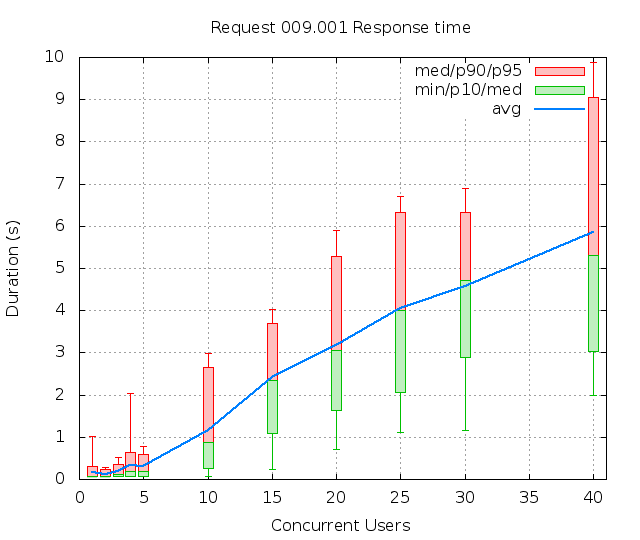 Request 009.001 Response time
10
9
8
7
6
5
4
3
2
1
0
Duration (s)
med/p90/p95
min/p10/med
avg
0 5 10 15 20 25 30 35 40
Concurrent Users